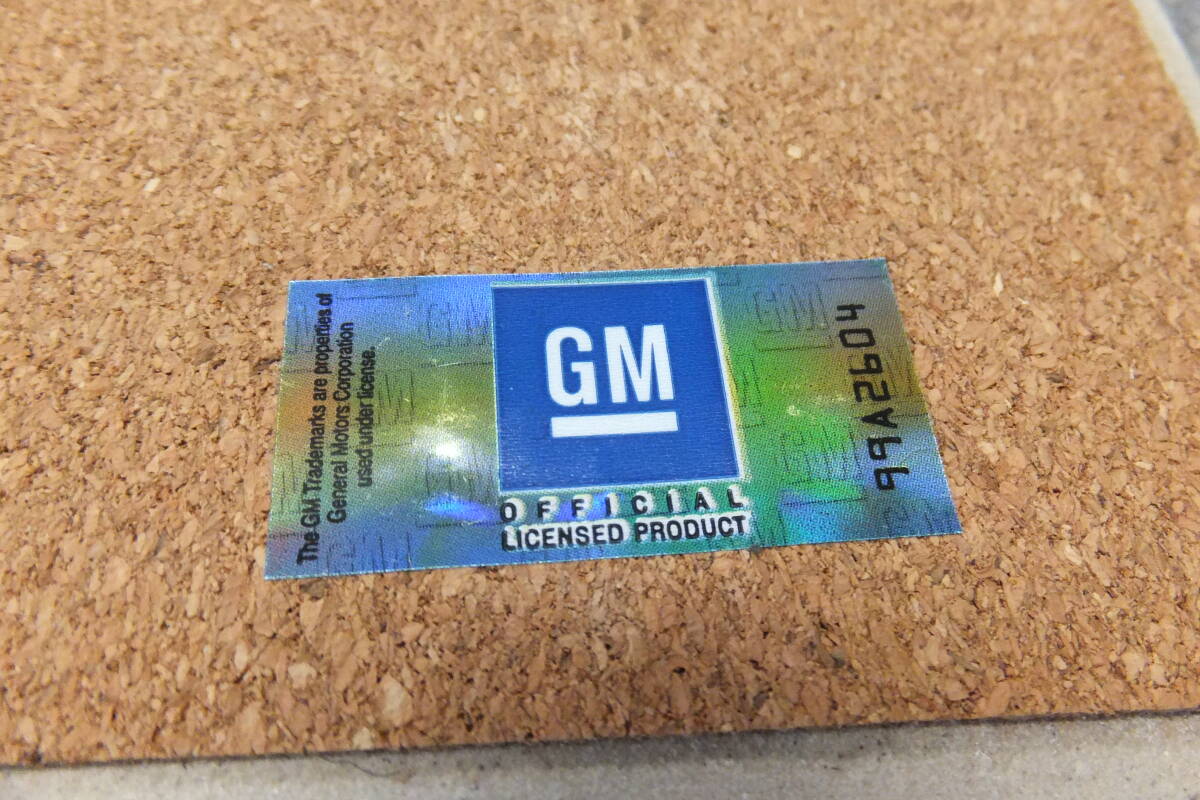 The GM Trademarks are properties of
General Motors Corporation
used under license.
GM
OFFICIAL
LICENSED PRODUCT
99A2604